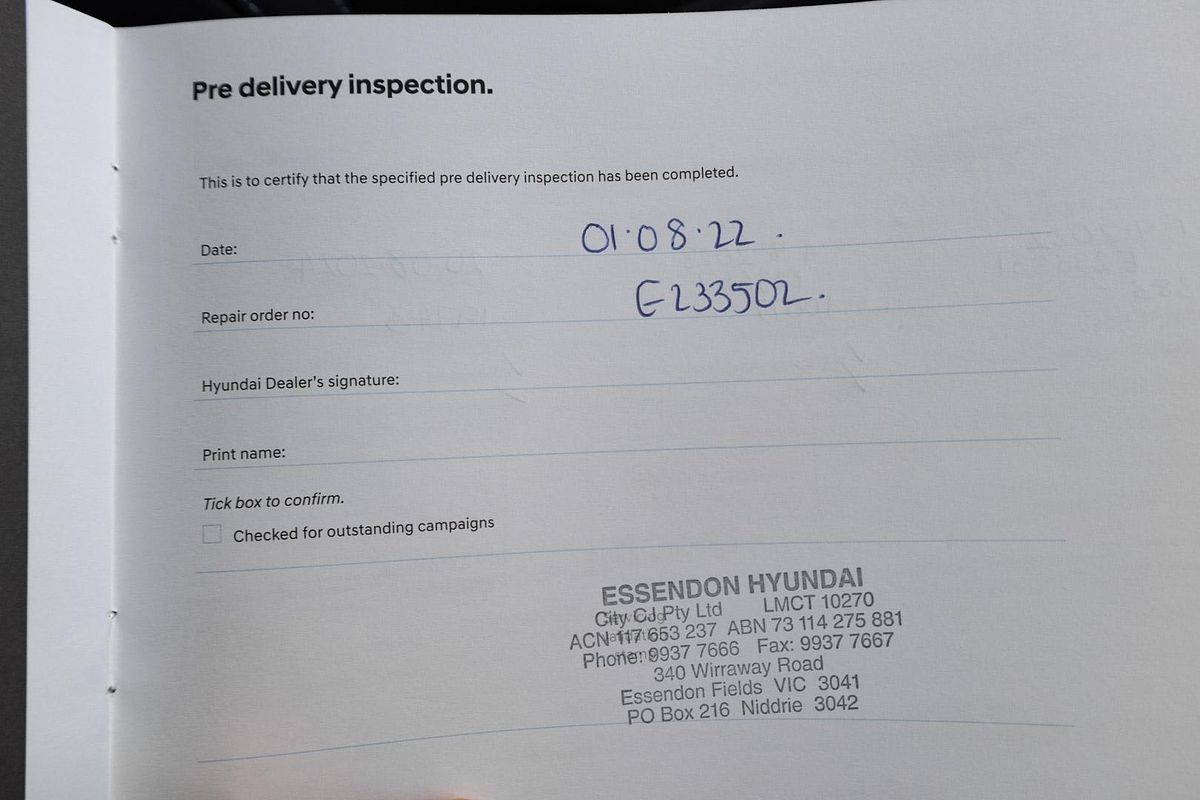 Pre delivery inspection.
This is to certify that the specified pre delivery inspection has been completed.
Date: 01·08·22 .
Repair order no: E233502.
Hyundai Dealer's signature:
Print name:
Tick box to confirm.
Checked for outstanding campaigns
ESSENDON HYUNDAI
City CJ Pty Ltd LMCT 10270
ACN 117 653 237 ABN 73 114 275 881
Phone: 9937 7666 Fax: 9937 7667
340 Wirraway Road
Essendon Fields VIC 3041
PO Box 216 Niddrie 3042